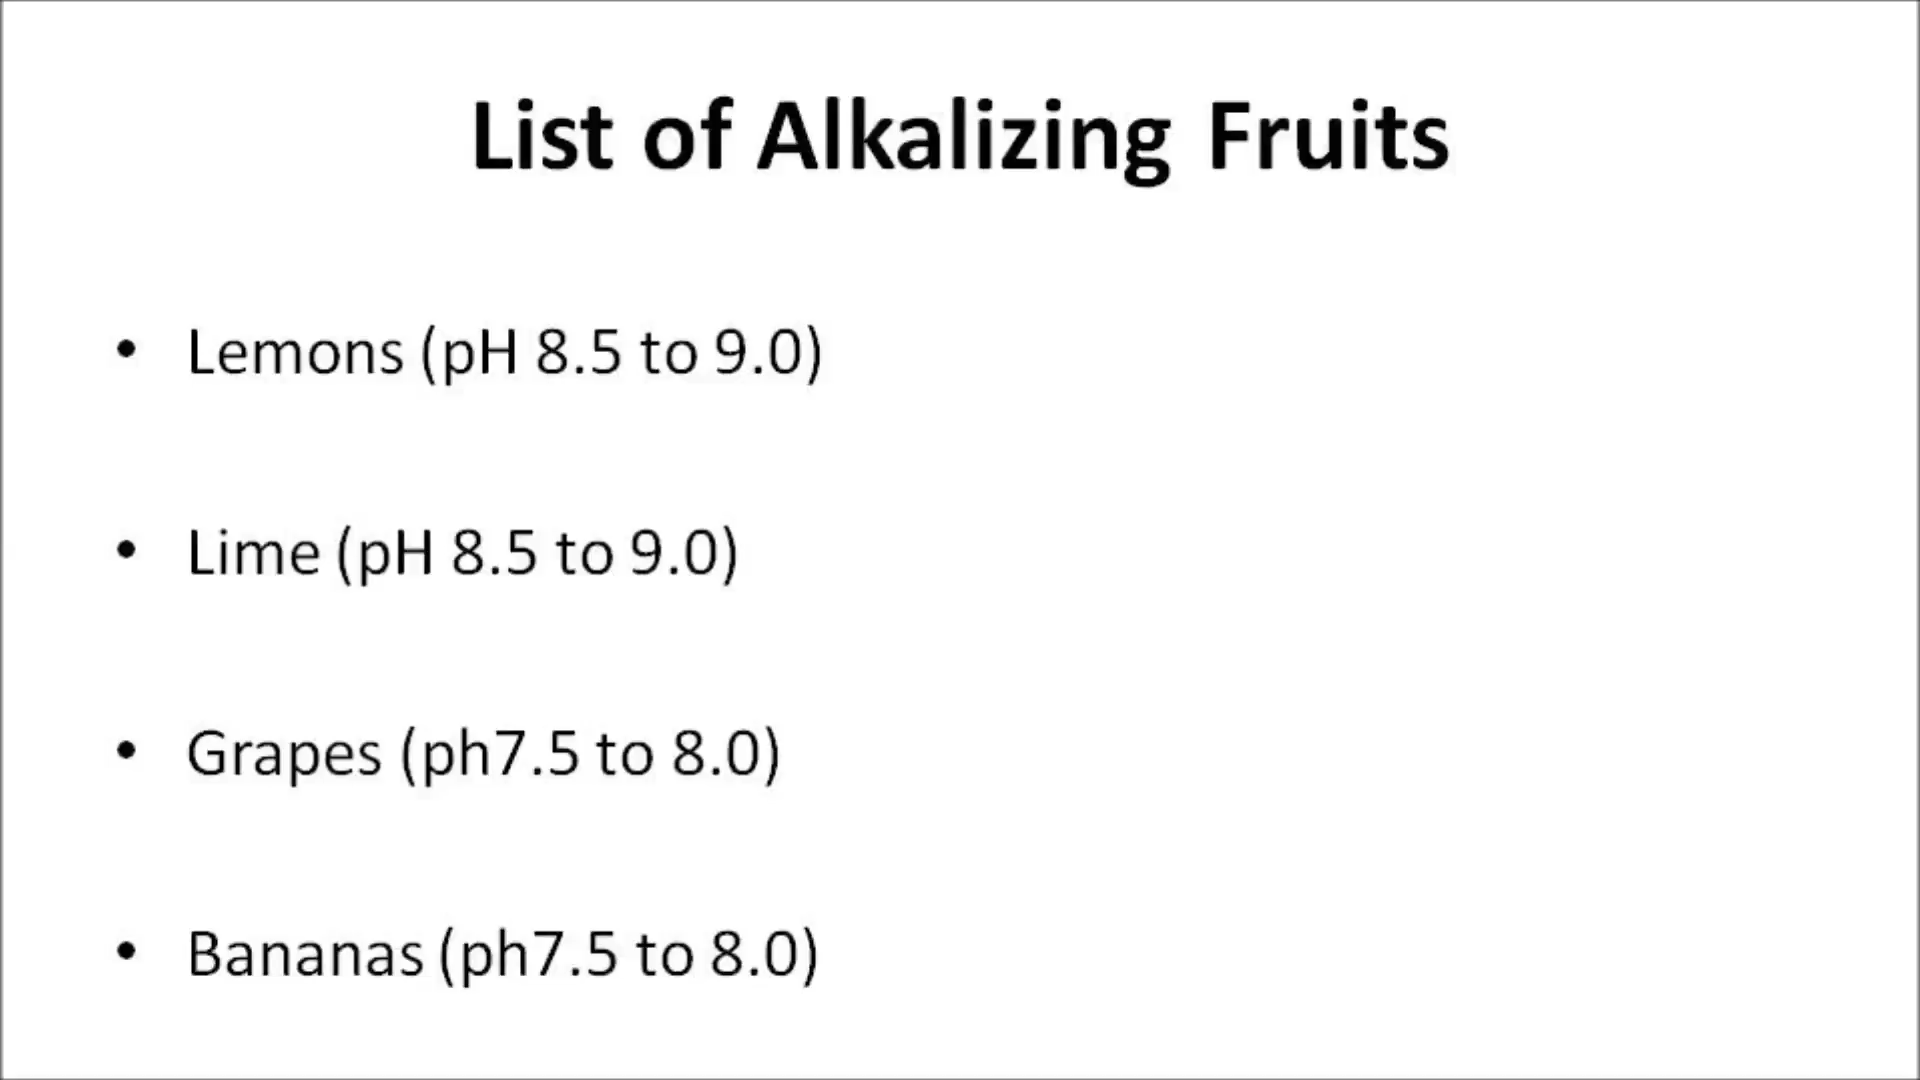 List of Alkalizing Fruits
• Lemons (pH 8.5 to 9.0)
• Lime (pH 8.5 to 9.0)
• Grapes (ph7.5 to 8.0)
• Bananas (ph7.5 to 8.0)